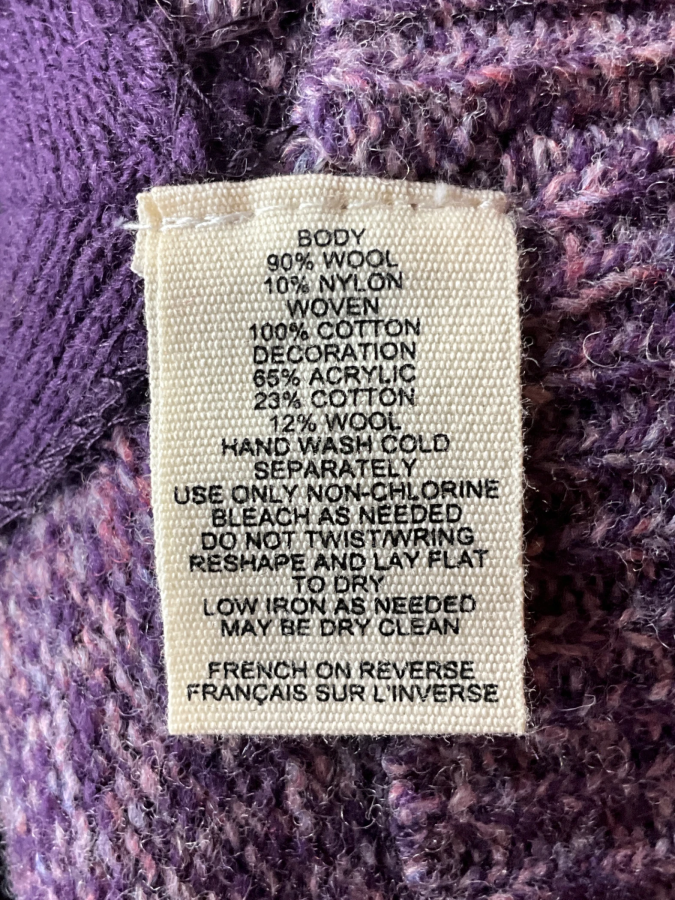 BODY
90% WOOL
10% NYLON
WOVEN
100% COTTON
DECORATION
65% ACRYLIC
23% COTTON
12% WOOL
HAND WASH COLD
SEPARATELY
USE ONLY NON-CHLORINE
BLEACH AS NEEDED
DO NOT TWIST/WRING
RESHAPE AND LAY FLAT
TO DRY
LOW IRON AS NEEDED
MAY BE DRY CLEAN
FRENCH ON REVERSE
FRANÇAIS SUR L'INVERSE